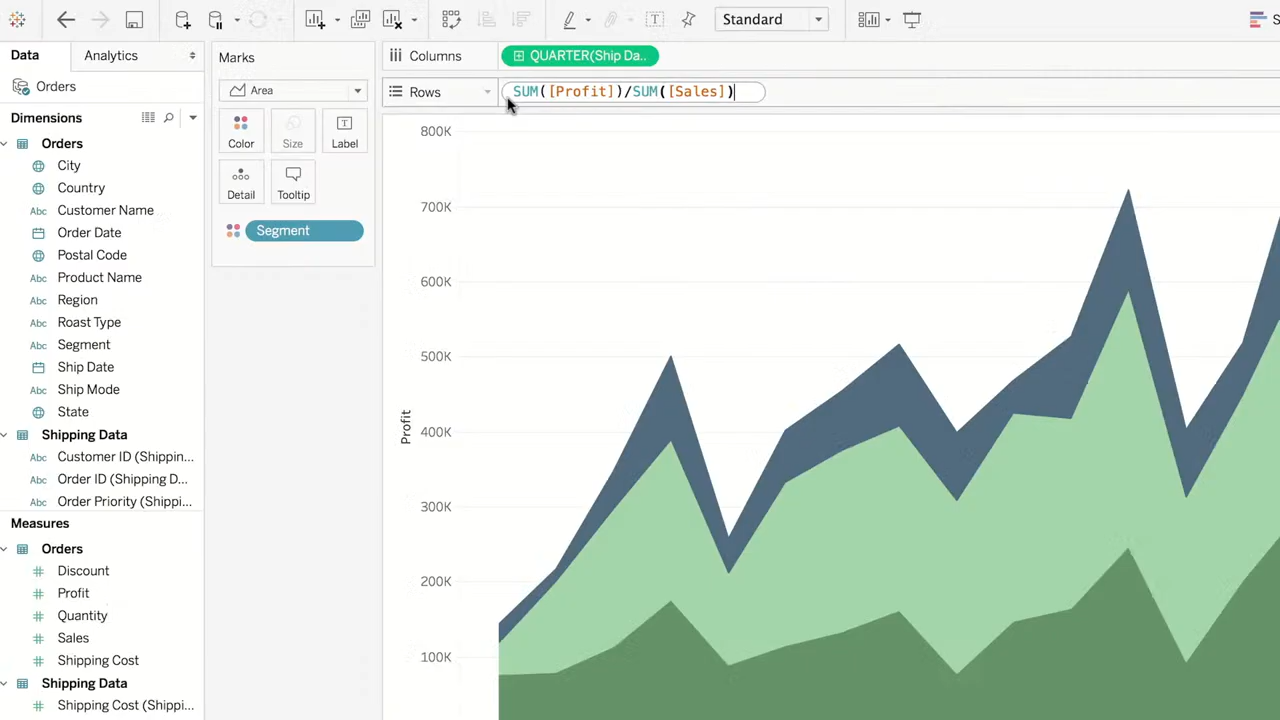 Standard
S
Data
Analytics
Orders
Dimensions
Orders
City
Country
Customer Name
Order Date
Postal Code
Product Name
Region
Roast Type
Segment
Ship Date
Ship Mode
State
Shipping Data
Customer ID (Shippin...
Order ID (Shipping D...
Order Priority (Shippi...
Measures
Orders
Discount
Profit
Quantity
Sales
Shipping Cost
Shipping Data
Shipping Cost (Shippi...
Marks
Area
Color
Size
Label
Detail
Tooltip
Segment
Columns
QUARTER(Ship Da..
Rows
SUM([Profit])/SUM([Sales])
800K
700K
600K
500K
400K
300K
200K
100K
Profit